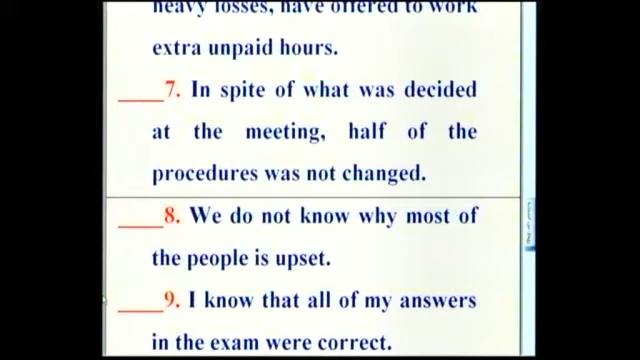 heavy losses, have offered to work
extra unpaid hours.
____7. In spite of what was decided
at the meeting, half of the
procedures was not changed.
____8. We do not know why most of
the people is upset.
____9. I know that all of my answers
in the exam were correct.